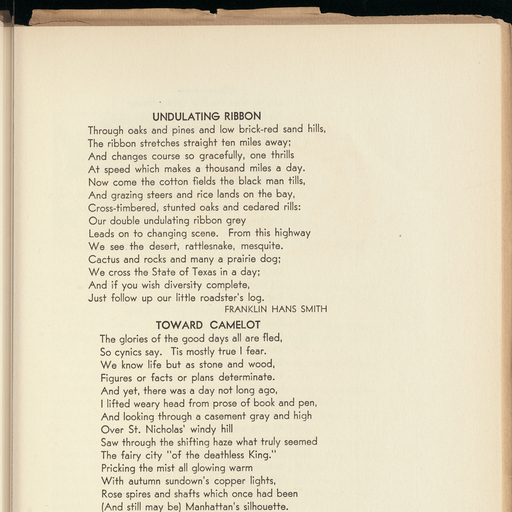 UNDULATING RIBBON
Through oaks and pines and low brick-red sand hills,
The ribbon stretches straight ten miles away;
And changes course so gracefully, one thrills
At speed which makes a thousand miles a day.
Now come the cotton fields the black man tills,
And grazing steers and rice lands on the bay,
Cross-timbered, stunted oaks and cedared rills:
Our double undulating ribbon grey
Leads on to changing scene. From this highway
We see the desert, rattlesnake, mesquite.
Cactus and rocks and many a prairie dog;
We cross the State of Texas in a day;
And if you wish diversity complete,
Just follow up our little roadster's log.
FRANKLIN HANS SMITH
TOWARD CAMELOT
The glories of the good days all are fled,
So cynics say. Tis mostly true I fear.
We know life but as stone and wood,
Figures or facts or plans determinate.
And yet, there was a day not long ago,
I lifted weary head from prose of book and pen,
And looking through a casement gray and high
Over St. Nicholas' windy hill
Saw through the shifting haze what truly seemed
The fairy city "of the deathless King."
Pricking the mist all glowing warm
With autumn sundown's copper lights,
Rose spires and shafts which once had been
(And still may be) Manhattan's silhouette.